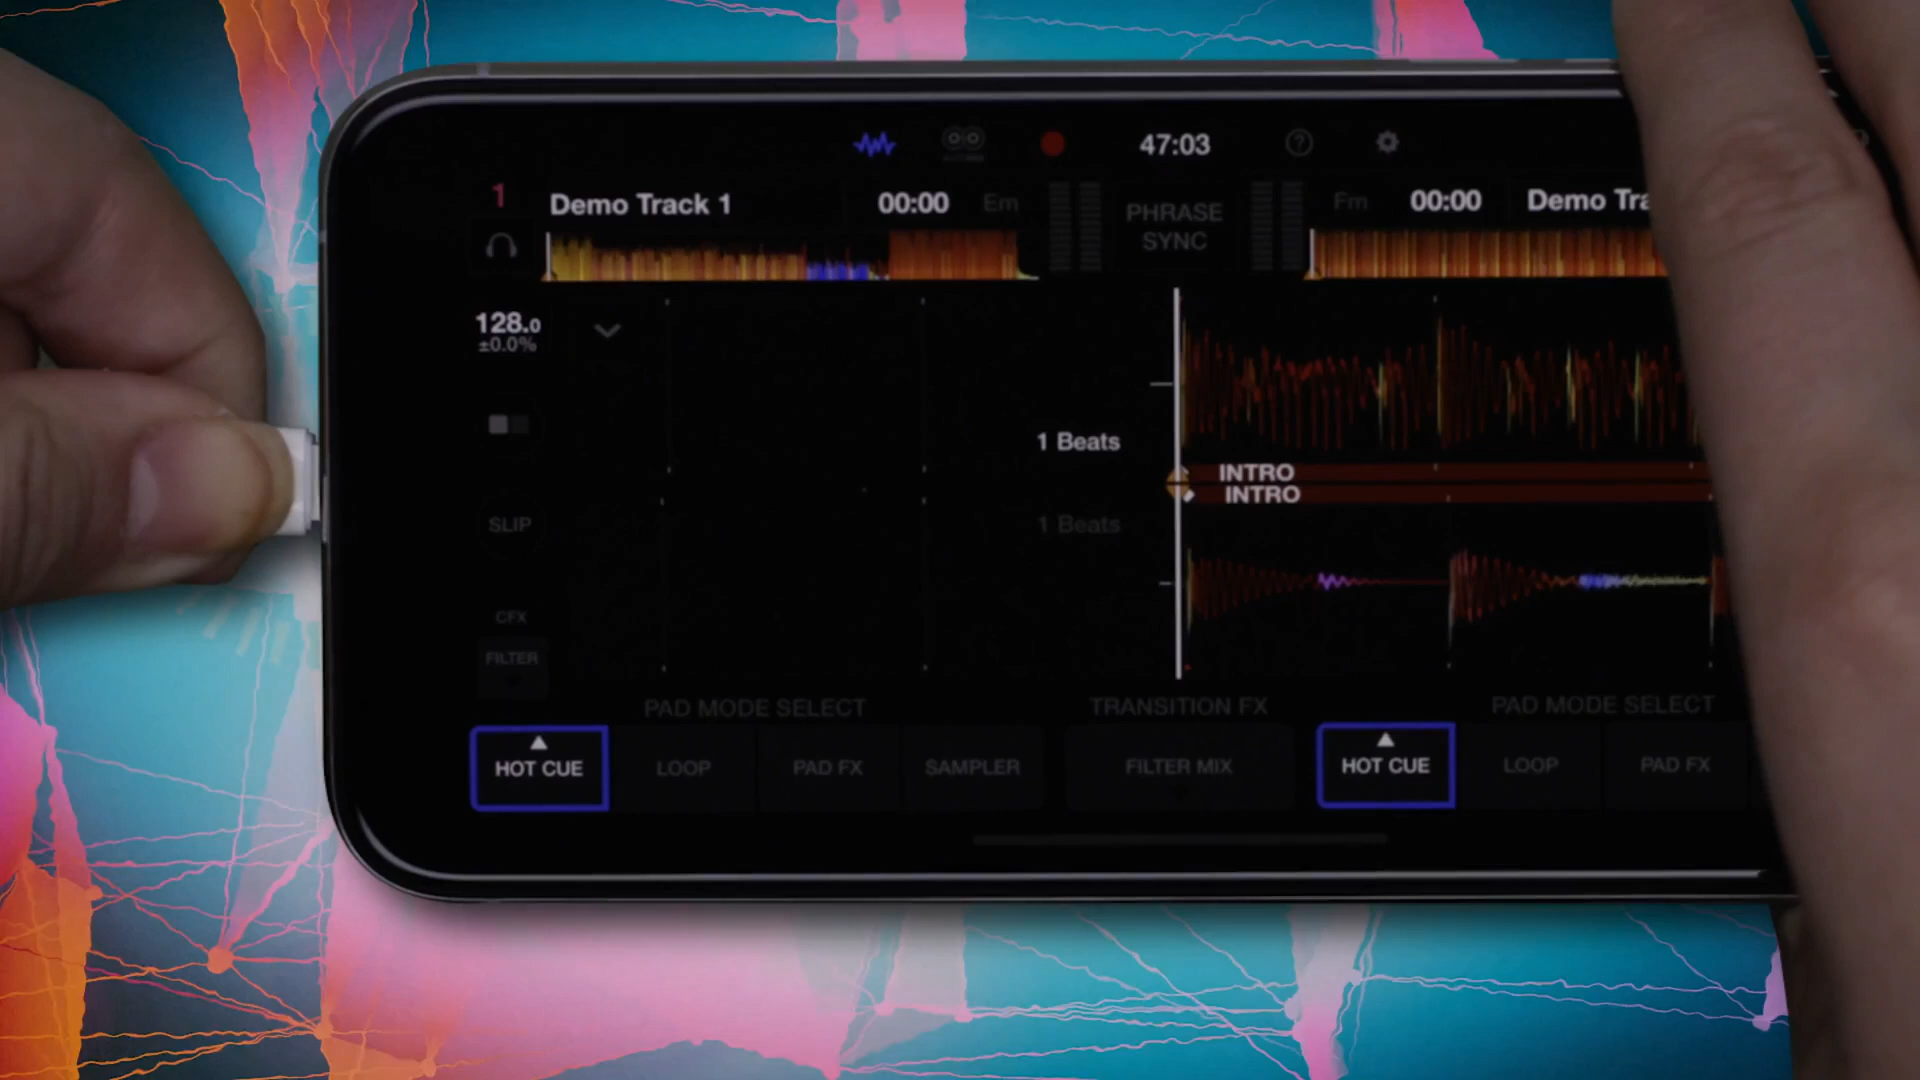 47:03
1 Demo Track 1 00:00 Em
PHRASE
SYNC
Fm 00:00 Demo Tra
128.0
±0.0%
1 Beats
INTRO
INTRO
SLIP
1 Beats
CFX
FILTER
PAD MODE SELECT
TRANSITION FX
PAD MODE SELECT
HOT CUE LOOP PAD FX SAMPLER
FILTER MIX
HOT CUE LOOP PAD FX